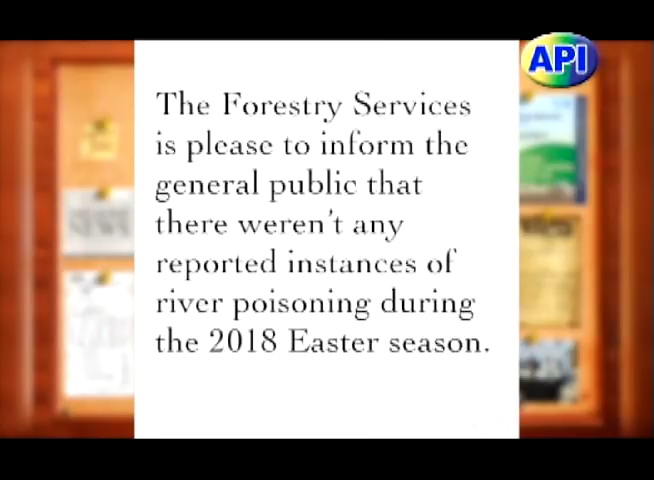 API
The Forestry Services
is please to inform the
general public that
there weren't any
reported instances of
river poisoning during
the 2018 Easter season.